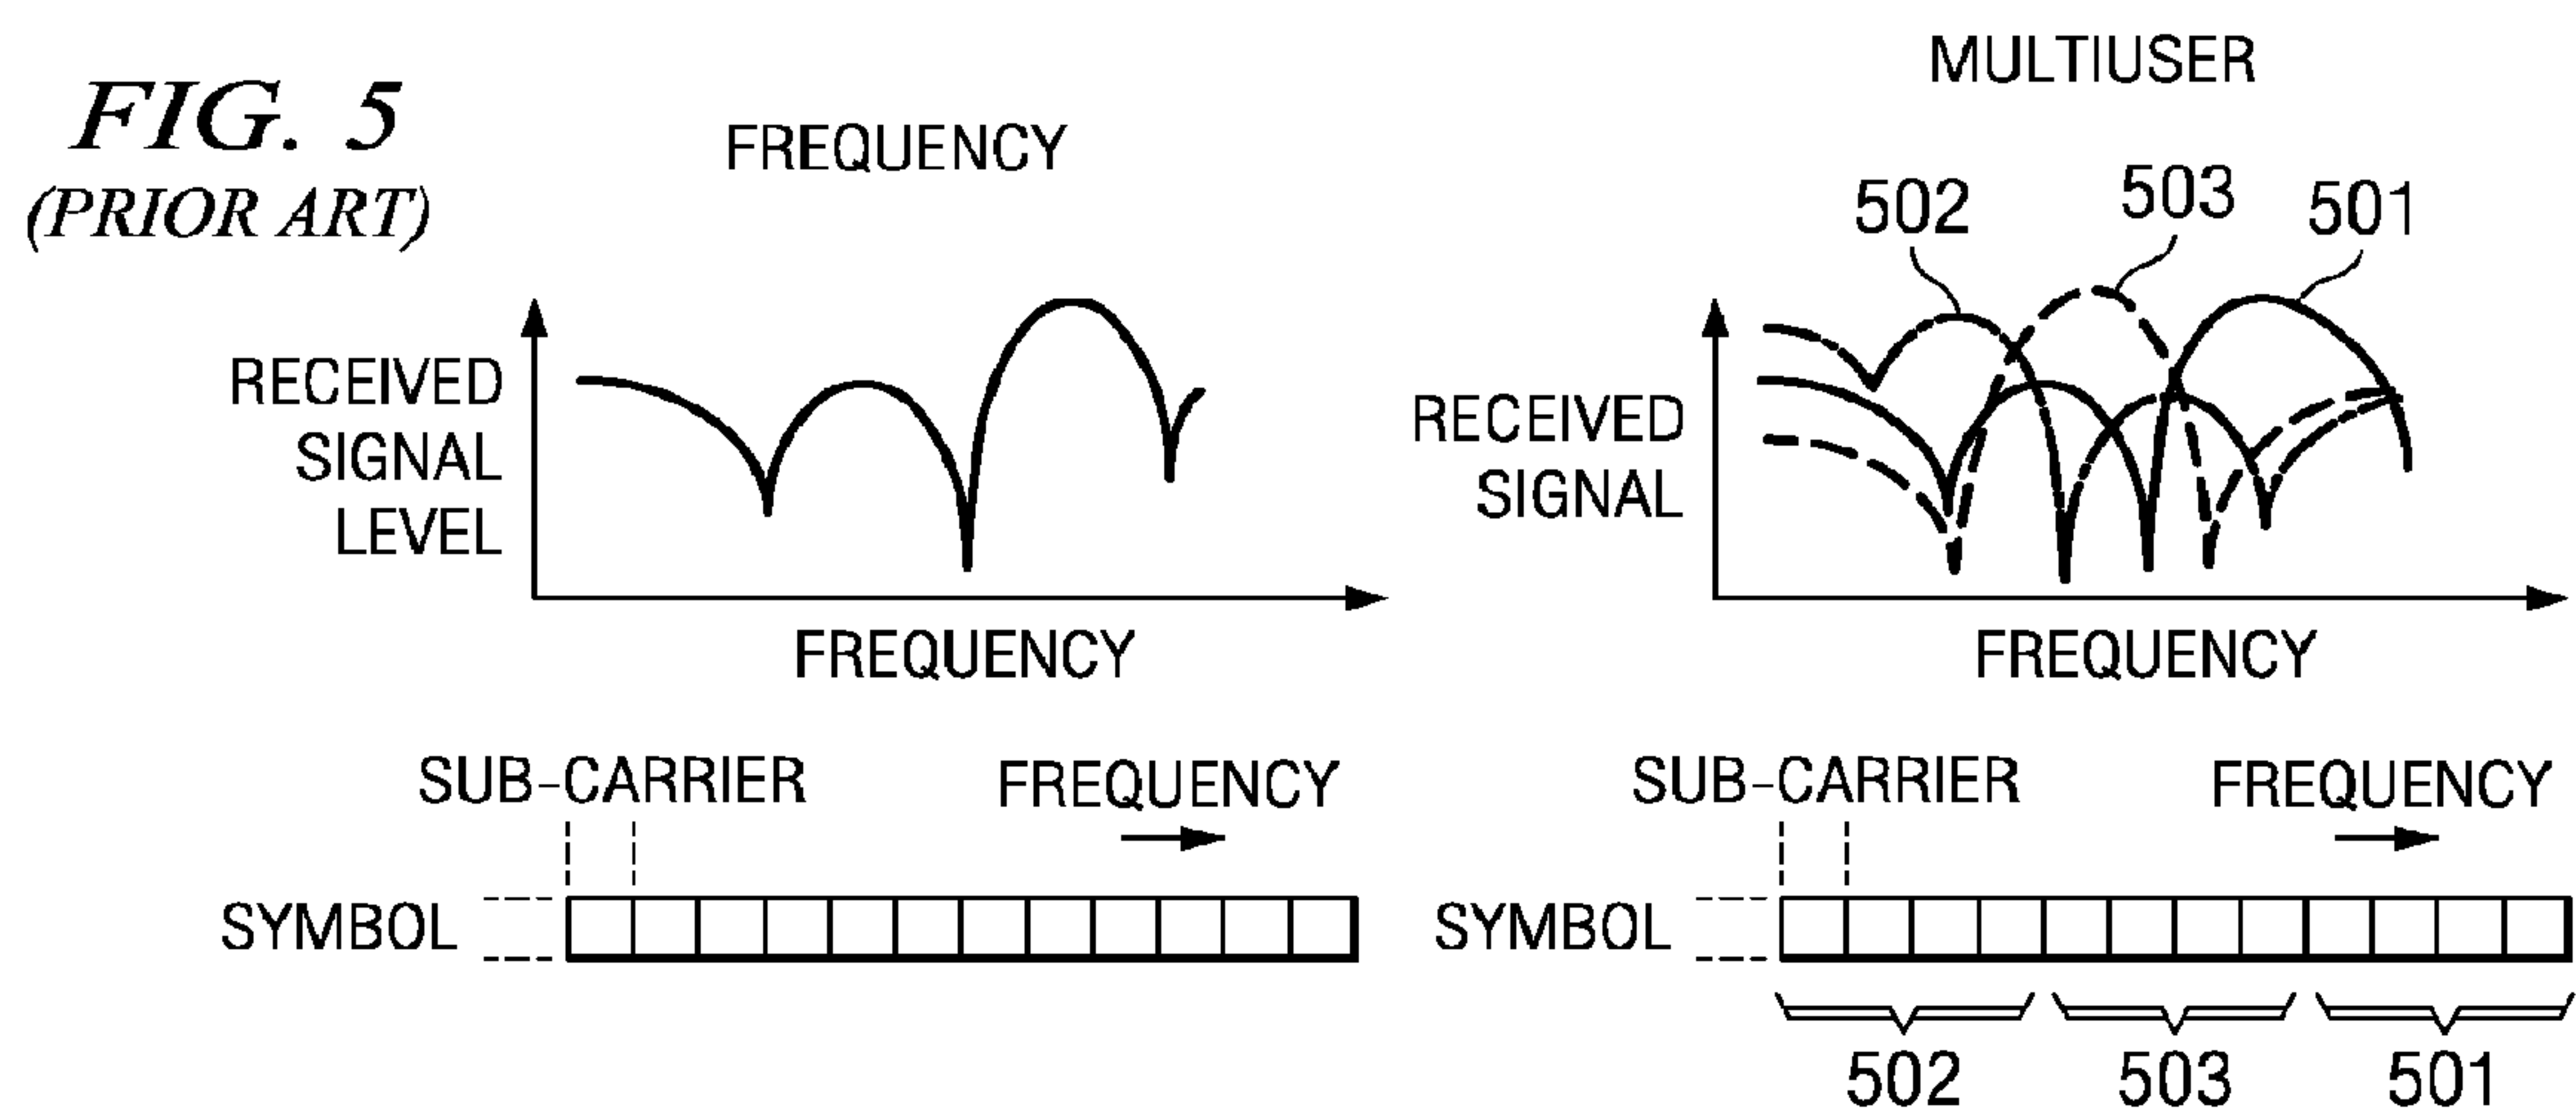 FIG. 5
(PRIOR ART)
FREQUENCY
RECEIVED
SIGNAL
LEVEL
FREQUENCY
SUB-CARRIER
FREQUENCY
SYMBOL
MULTIUSER
502
503
501
RECEIVED
SIGNAL
FREQUENCY
SUB-CARRIER
FREQUENCY
SYMBOL
502
503
501